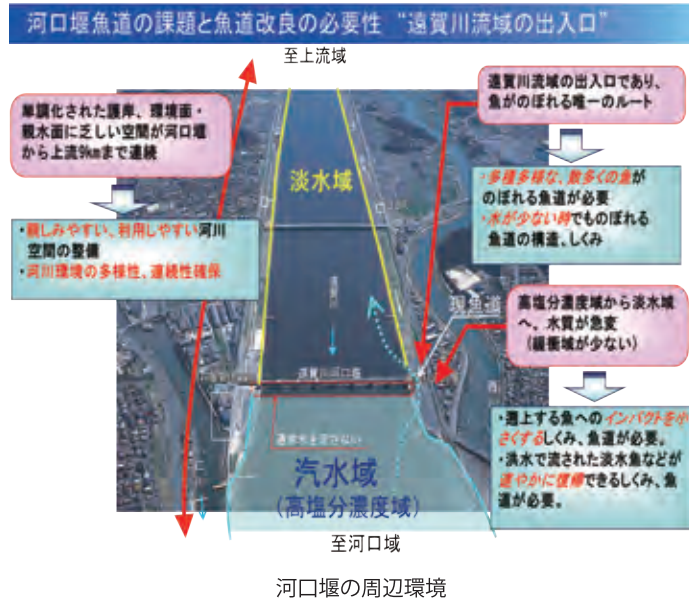 河口堰魚道の課題と魚道改良の必要性 “遠賀川流域の出入口”
至上流域
単調化された護岸、環境面・
親水面に乏しい空間が河口堰
から上流9kmまで連続
・親しみやすい、利用しやすい河川
空間の整備
・河川環境の多様性、連続性確保
遠賀川流域の出入口であり、
魚がのぼれる唯一のルート
・多種多様な、数多くの魚が
のぼれる魚道が必要
・水が少ない時でものぼれる
魚道の構造、しくみ
淡水域
現魚道
高塩分濃度域から淡水域
へ、水質が急変
(緩衝域が少ない)
・遡上する魚へのインパクトを小
さくするしくみ、魚道が必要。
・洪水で流された淡水魚などが
速やかに復帰できるしくみ、魚
道が必要。
遠賀川河口堰
汽水域
(高塩分濃度域)
至河口域
河口堰の周辺環境